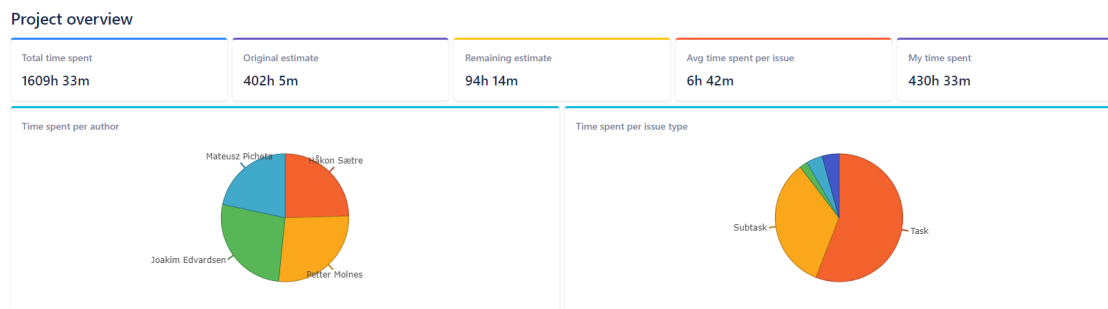 Project overview
Total time spent
1609h 33m
Original estimate
402h 5m
Remaining estimate
94h 14m
Avg time spent per issue
6h 42m
My time spent
430h 33m
Time spent per author
Mateusz Picheta
Håkon Sætre
Joakim Edvardsen
Petter Molnes
Time spent per issue type
Subtask
Task